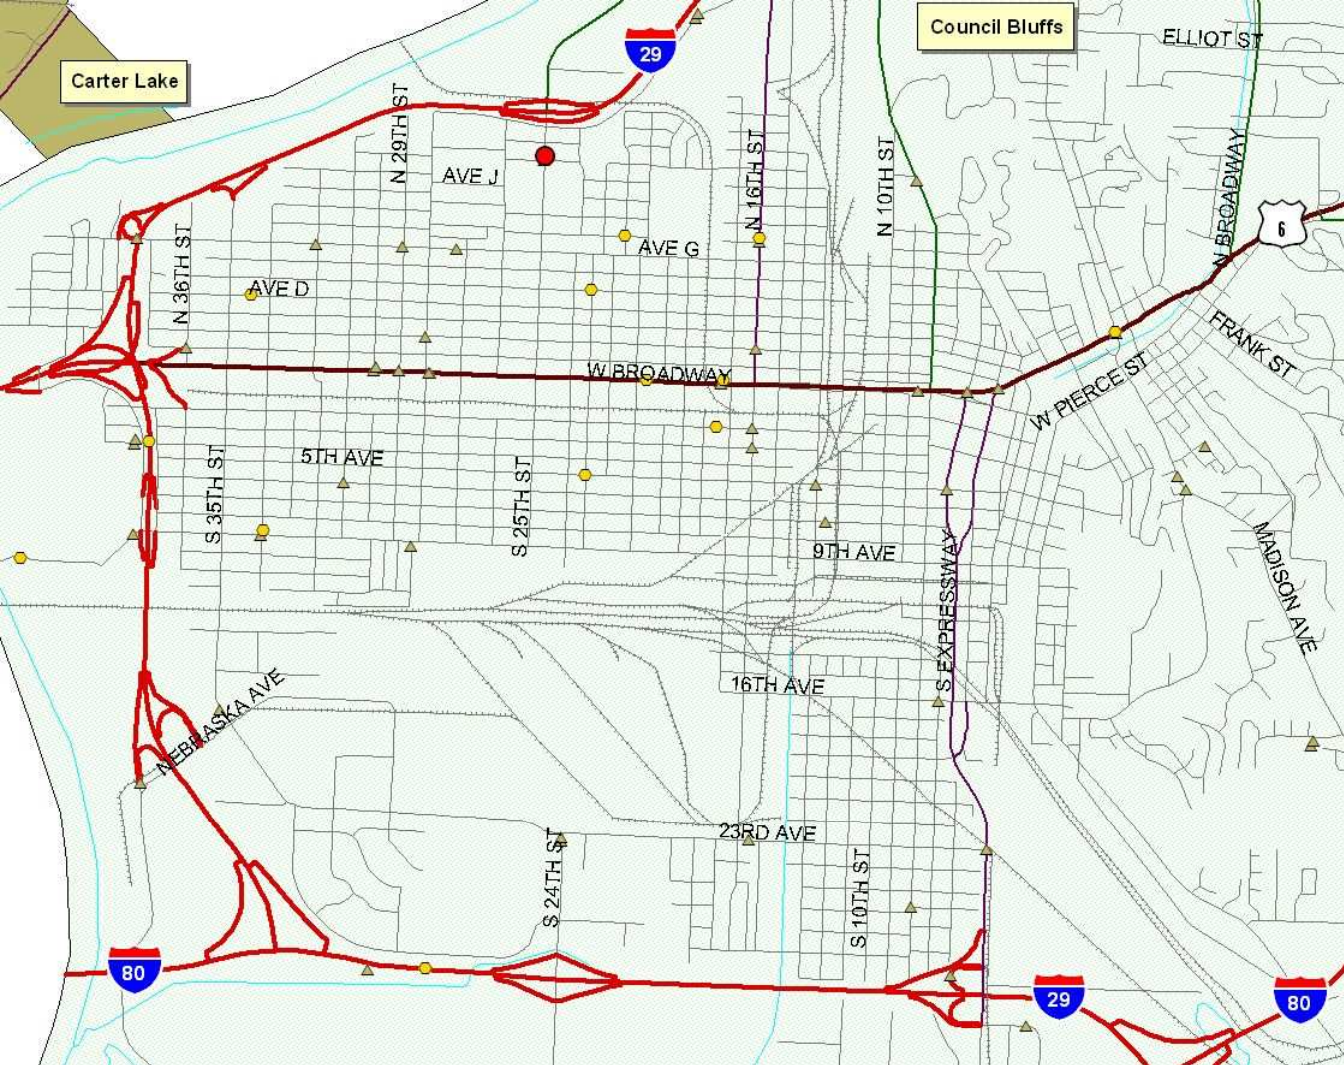 Council Bluffs
ELLIOT ST
29
Carter Lake
N 29TH ST
N 16TH ST
N 10TH ST
N BROADWAY
AVE J
6
N 36TH ST
AVE G
AVE D
FRANK ST
W BROADWAY
W PIERCE ST
5TH AVE
S 35TH ST
S 25TH ST
9TH AVE
S EXPRESSWAY
MADISON AVE
16TH AVE
NEBRASKA AVE
23RD AVE
S 24TH ST
S 10TH ST
80
29
80